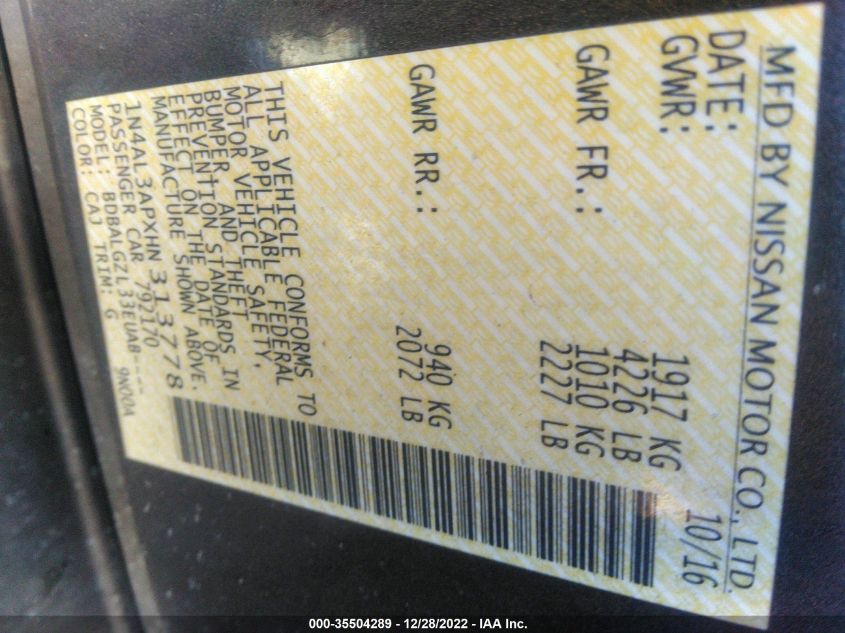 MFD BY NISSAN MOTOR CO., LTD.
DATE: 10/16
GVWR: 1917 KG
4226 LB
GAWR FR.: 1010 KG
2227 LB
GAWR RR.: 940 KG
2072 LB
THIS VEHICLE CONFORMS TO
ALL APPLICABLE FEDERAL
MOTOR VEHICLE SAFETY,
BUMPER, AND THEFT
PREVENTION STANDARDS IN
EFFECT ON THE DATE OF
MANUFACTURE SHOWN ABOVE.
1N4AL3APXHN313778
PASSENGER CAR 792170
MODEL: BDBALGZL33EUAB----
COLOR: CAJ TRIM: G 9N00A
000-35504289 - 12/28/2022 - IAA Inc.